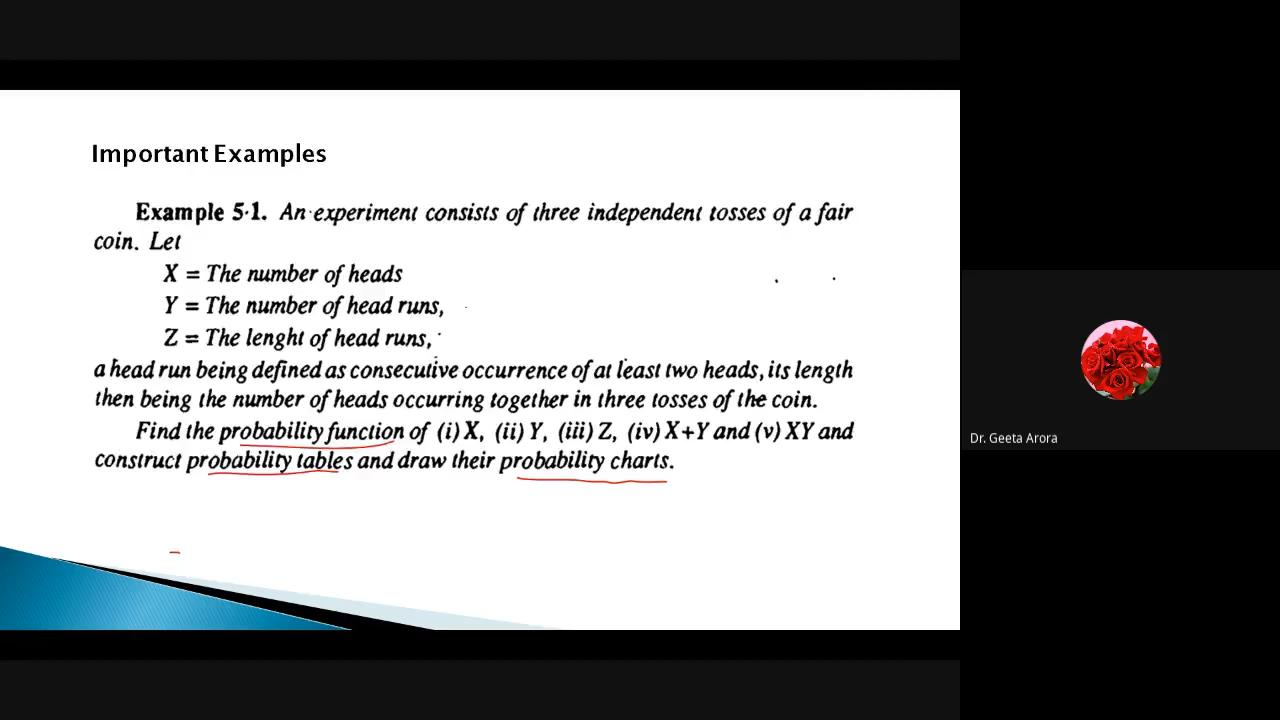 Important Examples
Example 5·1. An experiment consists of three independent tosses of a fair
coin. Let
X = The number of heads
Y = The number of head runs,
Z = The lenght of head runs,
a head run being defined as consecutive occurrence of at least two heads, its length
then being the number of heads occurring together in three tosses of the coin.
Find the probability function of (i) X, (ii) Y, (iii) Z, (iv) X+Y and (v) XY and
construct probability tables and draw their probability charts.
Dr. Geeta Arora